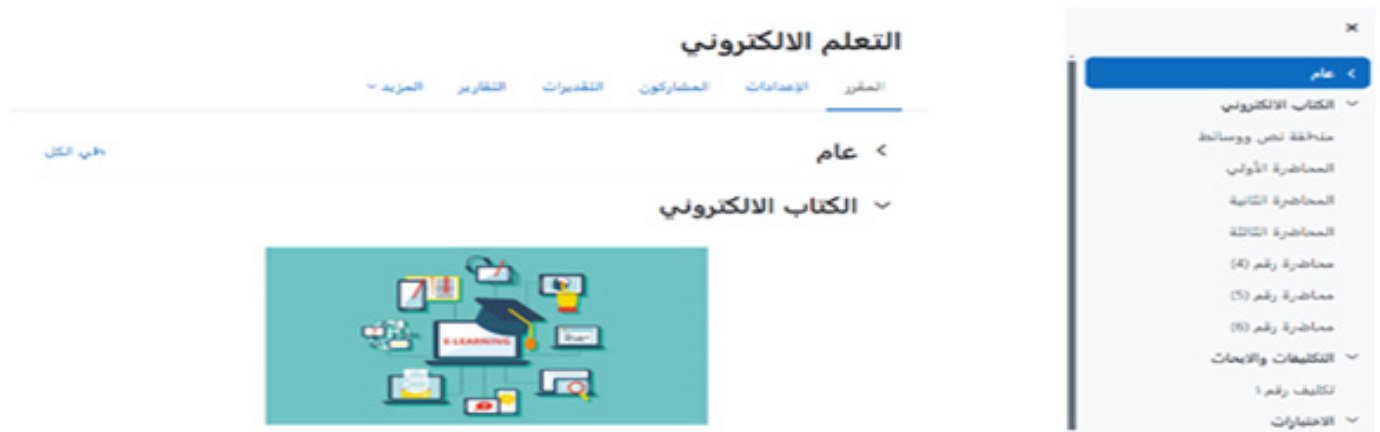 التعلم الالكتروني
المقرر الإعدادات المشاركون التقديرات التقارير المزيد
عام
طي الكل
الكتاب الالكتروني
E-LEARNING
عام
الكتاب الالكتروني
منطقة نص ووسائط
المحاضرة الأولى
المحاضرة الثانية
المحاضرة الثالثة
محاضرة رقم (4)
محاضرة رقم (5)
محاضرة رقم (6)
التكليفات والابحاث
تكليف رقم ١
الاختبارات